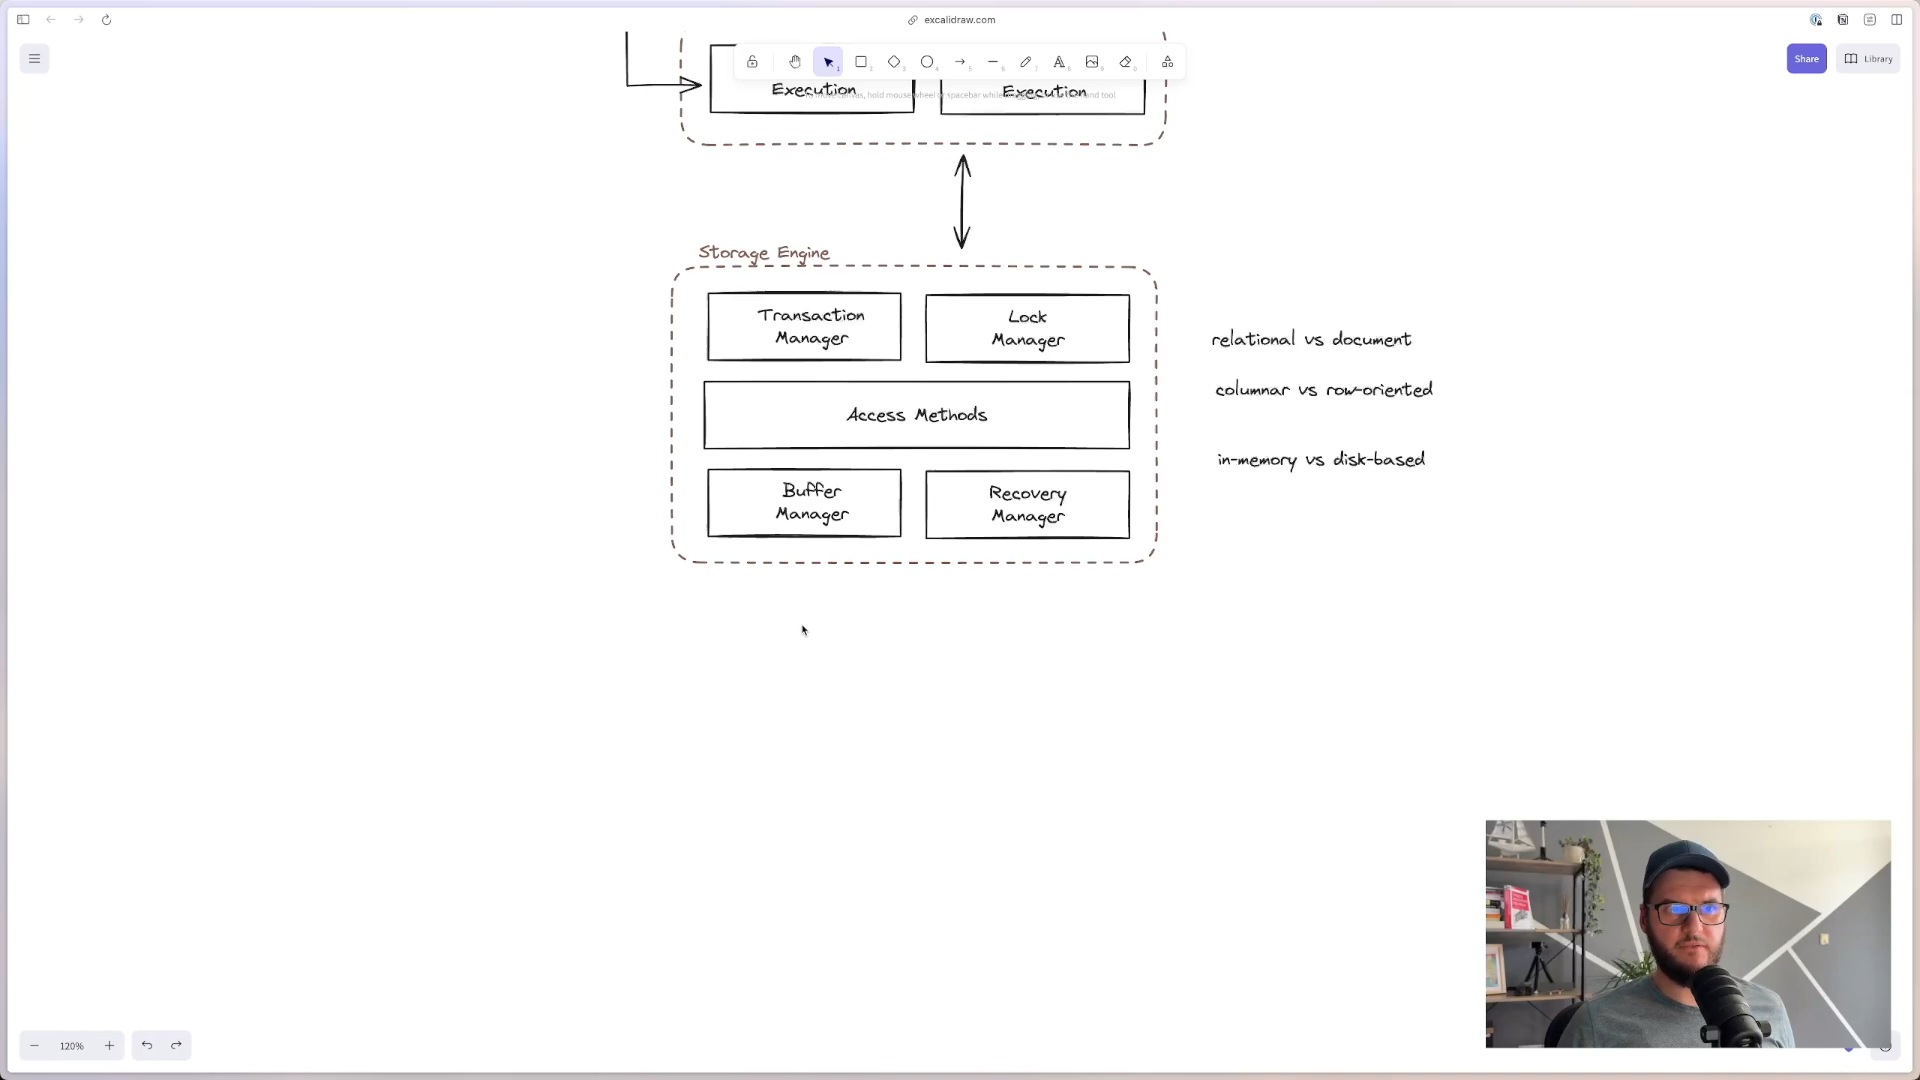 excalidraw.com
Share
Library
Execution
Execution
Storage Engine
Transaction
Manager
Lock
Manager
relational vs document
columnar vs row-oriented
Access Methods
in-memory vs disk-based
Buffer
Manager
Recovery
Manager
120%